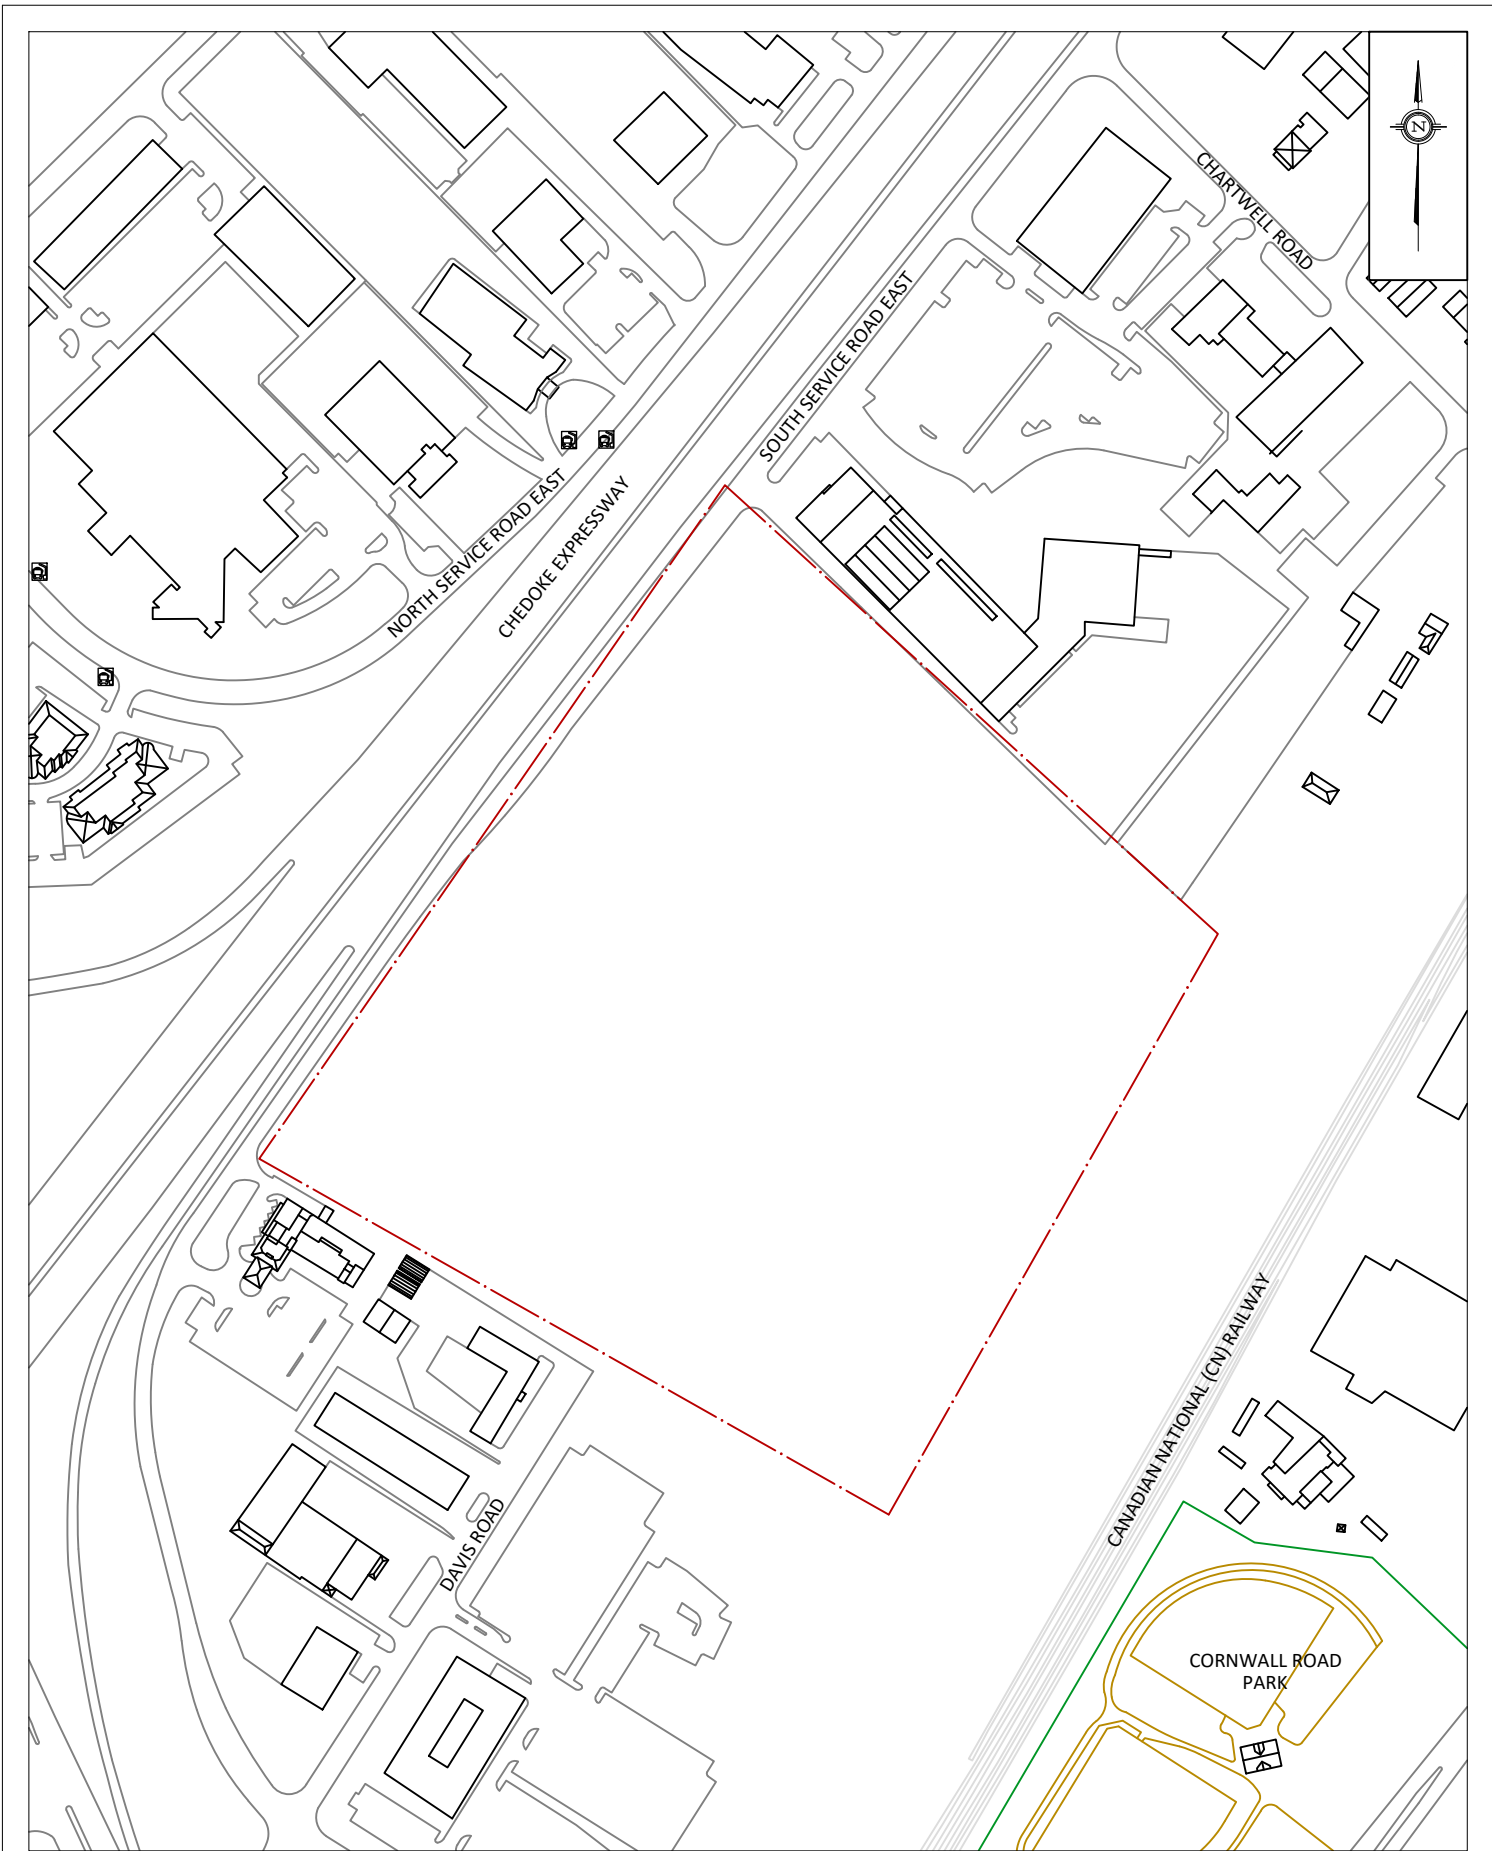 N
CHARTWELL ROAD
SOUTH SERVICE ROAD EAST
NORTH SERVICE ROAD EAST
CHEDOKE EXPRESSWAY
CANADIAN NATIONAL (CN) RAILWAY
DAVIS ROAD
CORNWALL ROAD
PARK